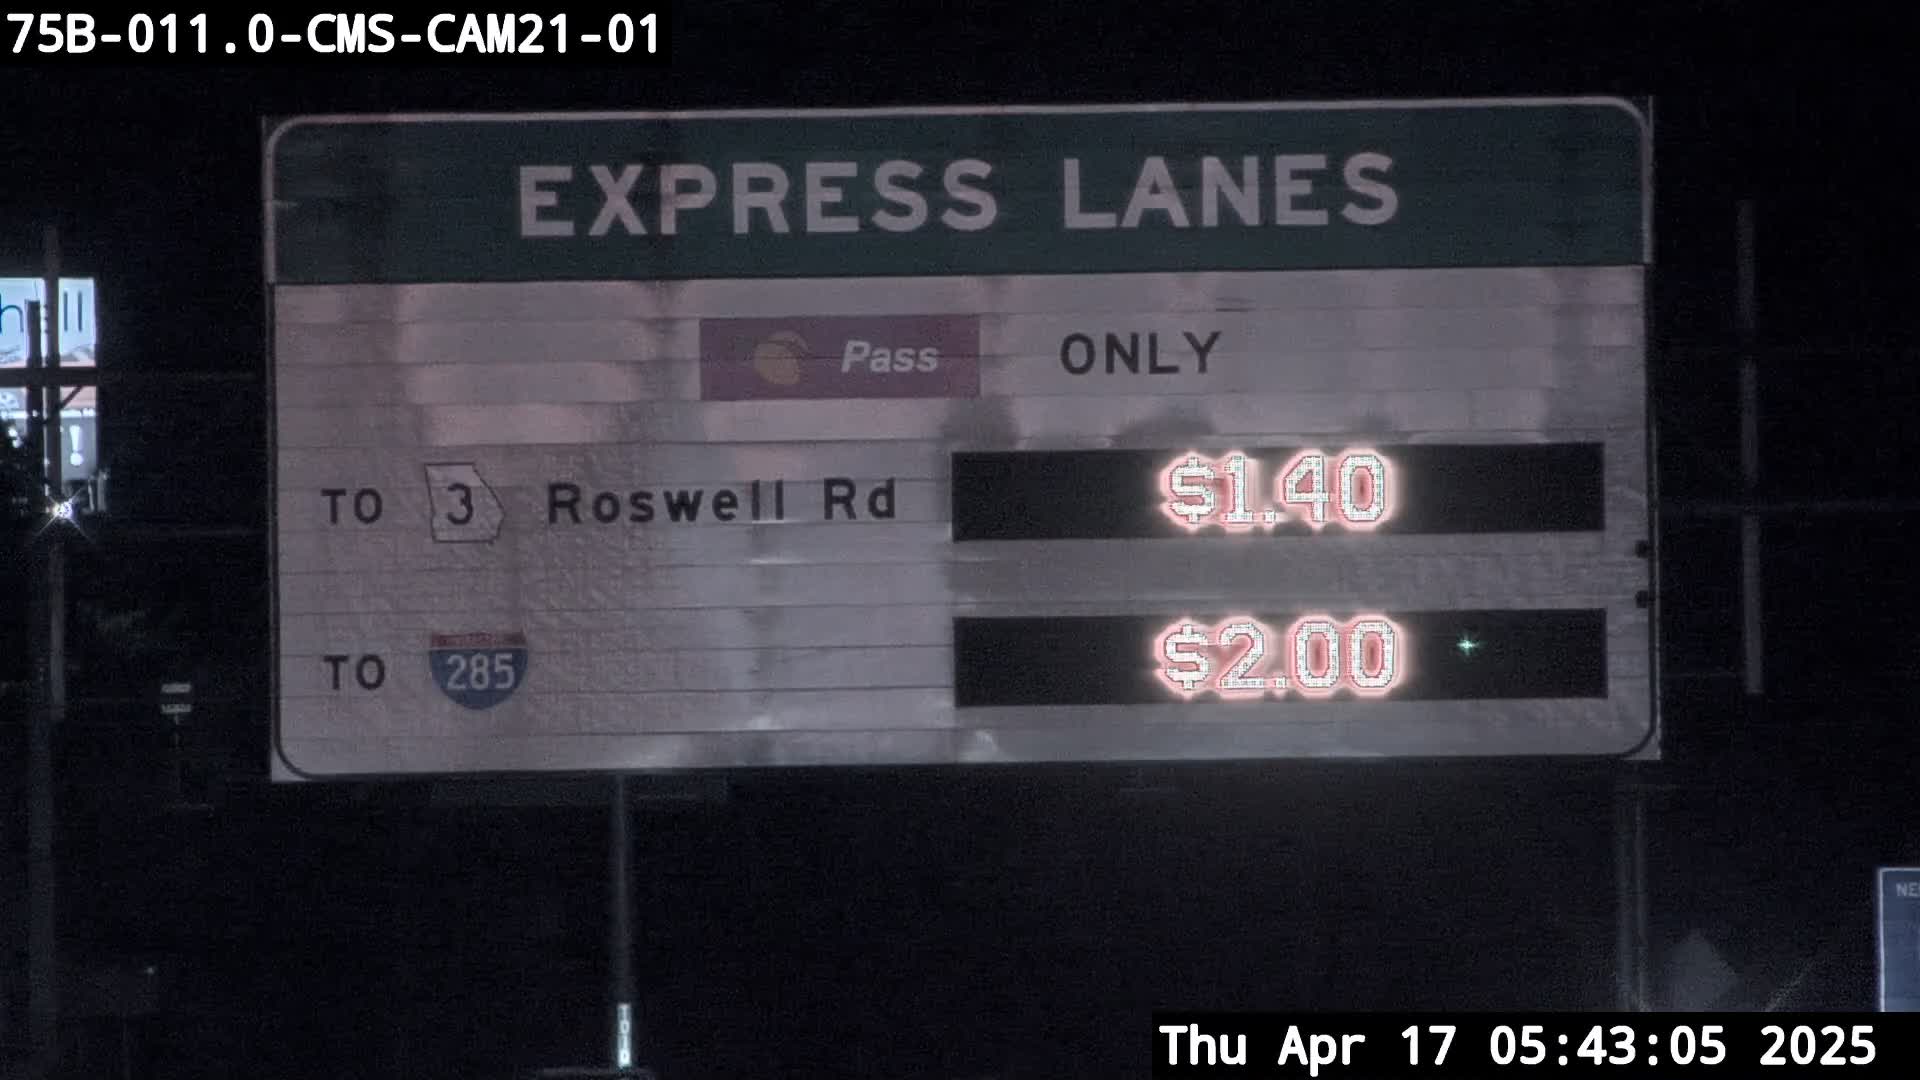 75B-011.0-CMS-CAM21-01
EXPRESS LANES
Pass ONLY
TO 3 Roswell Rd $1.40
TO 285 $2.00
Thu Apr 17 05:43:05 2025